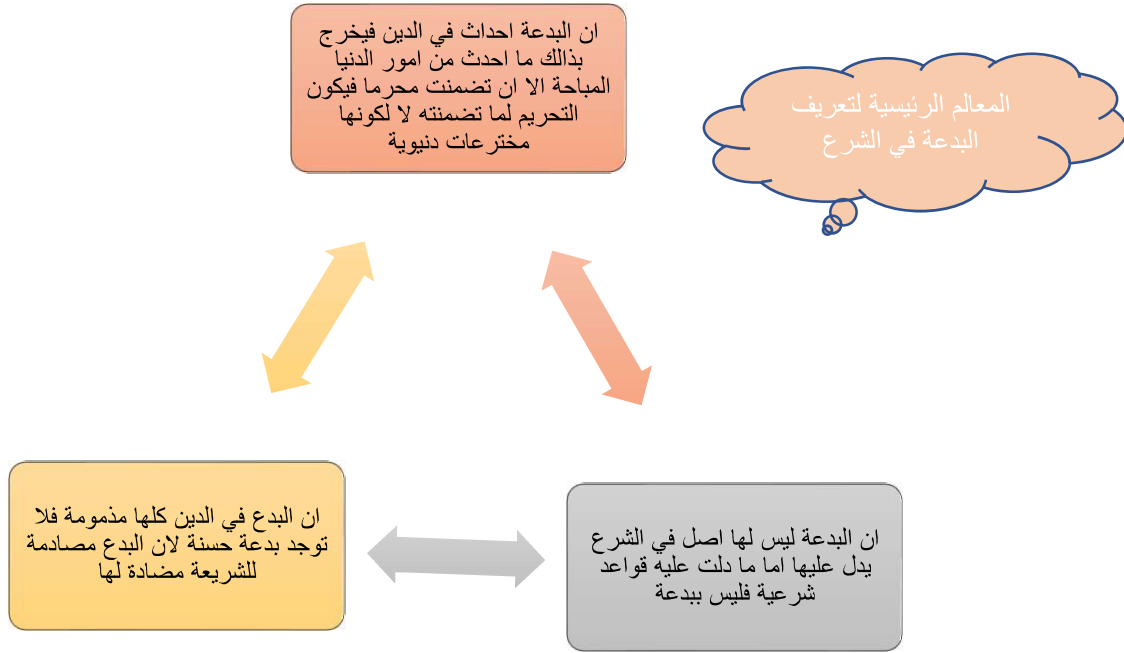 المعالم الرئيسية لتعريف
البدعة في الشرع
ان البدعة احداث في الدين فيخرج
بذالك ما احدث من امور الدنيا
المباحة الا ان تضمنت محرما فيكون
التحريم لما تضمنته لا لكونها
مخترعات دنيوية
ان البدعة ليس لها اصل في الشرع
يدل عليها اما ما دلت عليه قواعد
شرعية فليس ببدعة
ان البدع في الدين كلها مذمومة فلا
توجد بدعة حسنة لان البدع مصادمة
للشريعة مضادة لها